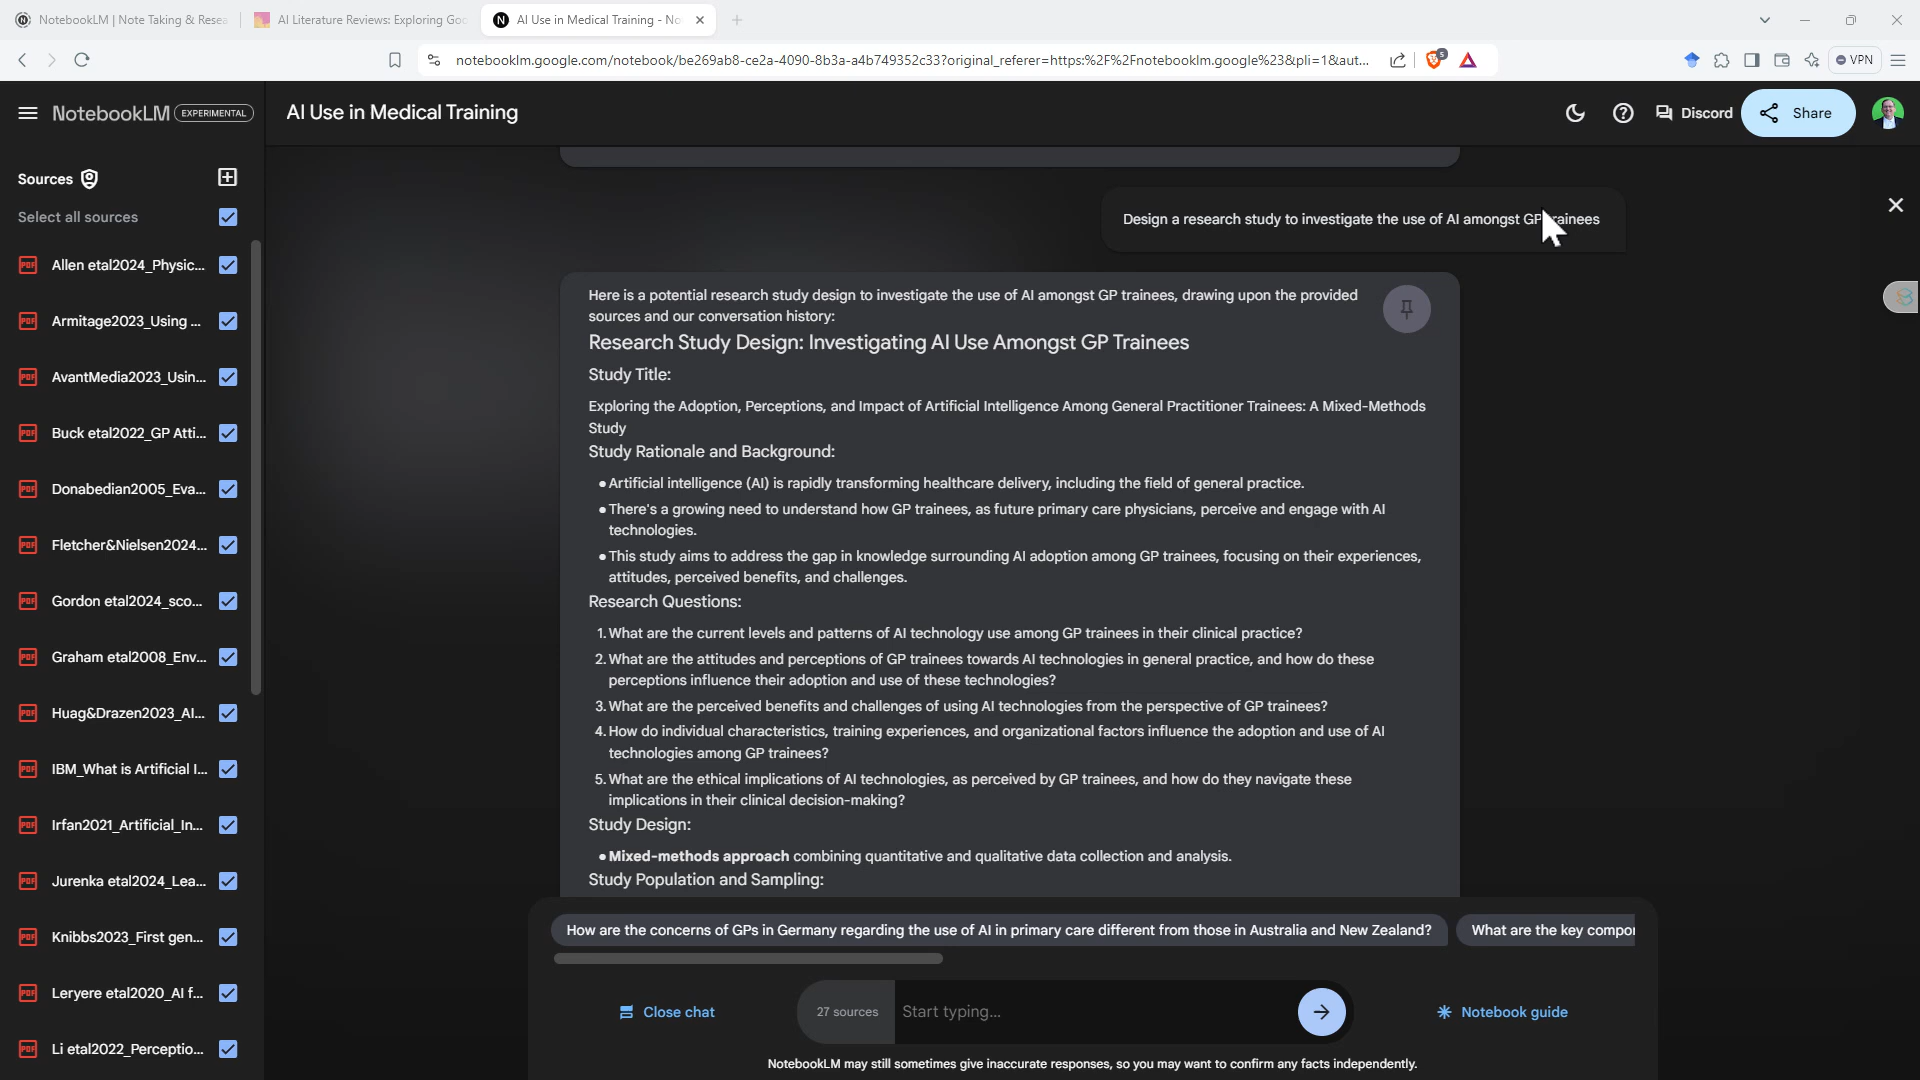 NotebookLM | Note Taking & Resea
AI Literature Reviews: Exploring Goo
AI Use in Medical Training - No
notebooklm.google.com/notebook/be269ab8-ce2a-4090-8b3a-a4b749352c33?original_referer=https:%2F%2Fnotebooklm.google%23&pli=1&aut...
5
VPN
NotebookLM EXPERIMENTAL
AI Use in Medical Training
Discord
Share
Sources
Select all sources
PDF Allen etal2024_Physic...
PDF Armitage2023_Using ...
PDF AvantMedia2023_Usin...
PDF Buck etal2022_GP Atti...
PDF Donabedian2005_Eva...
PDF Fletcher&Nielsen2024...
PDF Gordon etal2024_sco...
PDF Graham etal2008_Env...
PDF Huag&Drazen2023_AI...
PDF IBM_What is Artificial I...
PDF Irfan2021_Artificial_In...
PDF Jurenka etal2024_Lea...
PDF Knibbs2023_First gen...
PDF Leryere etal2020_AI f...
PDF Li etal2022_Perceptio...
Design a research study to investigate the use of AI amongst GP ainees
Here is a potential research study design to investigate the use of AI amongst GP trainees, drawing upon the provided
sources and our conversation history:
Research Study Design: Investigating AI Use Amongst GP Trainees
Study Title:
Exploring the Adoption, Perceptions, and Impact of Artificial Intelligence Among General Practitioner Trainees: A Mixed-Methods
Study
Study Rationale and Background:
• Artificial intelligence (AI) is rapidly transforming healthcare delivery, including the field of general practice.
• There's a growing need to understand how GP trainees, as future primary care physicians, perceive and engage with AI
technologies.
• This study aims to address the gap in knowledge surrounding AI adoption among GP trainees, focusing on their experiences,
attitudes, perceived benefits, and challenges.
Research Questions:
1. What are the current levels and patterns of AI technology use among GP trainees in their clinical practice?
2. What are the attitudes and perceptions of GP trainees towards AI technologies in general practice, and how do these
perceptions influence their adoption and use of these technologies?
3. What are the perceived benefits and challenges of using AI technologies from the perspective of GP trainees?
4. How do individual characteristics, training experiences, and organizational factors influence the adoption and use of AI
technologies among GP trainees?
5. What are the ethical implications of AI technologies, as perceived by GP trainees, and how do they navigate these
implications in their clinical decision-making?
Study Design:
• Mixed-methods approach combining quantitative and qualitative data collection and analysis.
Study Population and Sampling:
How are the concerns of GPs in Germany regarding the use of AI in primary care different from those in Australia and New Zealand?
What are the key compo
Close chat
27 sources
Start typing...
Notebook guide
NotebookLM may still sometimes give inaccurate responses, so you may want to confirm any facts independently.